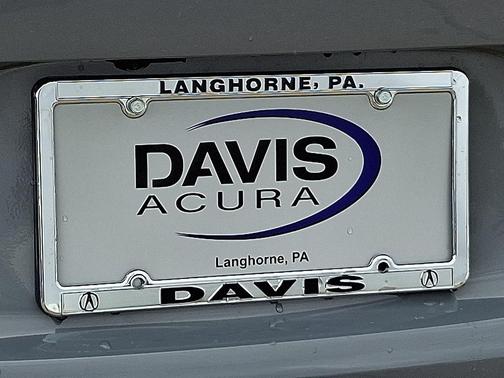 LANGHORNE, PA.
DAVIS
ACURA
Langhorne, PA
DAVIS